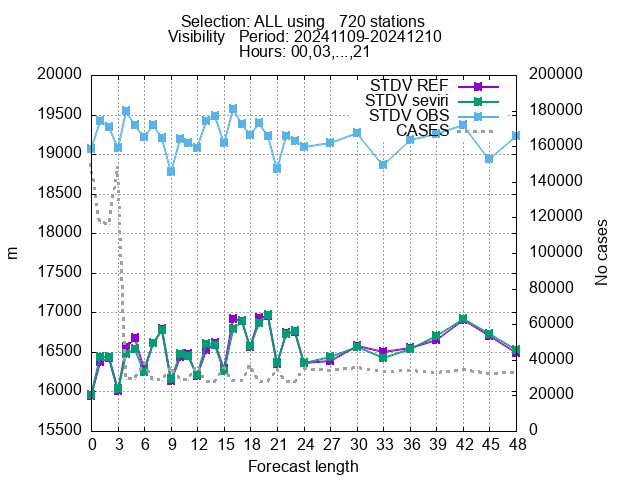 Selection: ALL using   720 stations
Visibility   Period: 20241109-20241210
Hours: 00,03,...,21
20000
19500
19000
18500
18000
17500
17000
16500
16000
15500
m
STDV REF
STDV seviri
STDV OBS
CASES
200000
180000
160000
140000
120000
100000
80000
60000
40000
20000
0
No cases
0 3 6 9 12 15 18 21 24 27 30 33 36 39 42 45 48
Forecast length